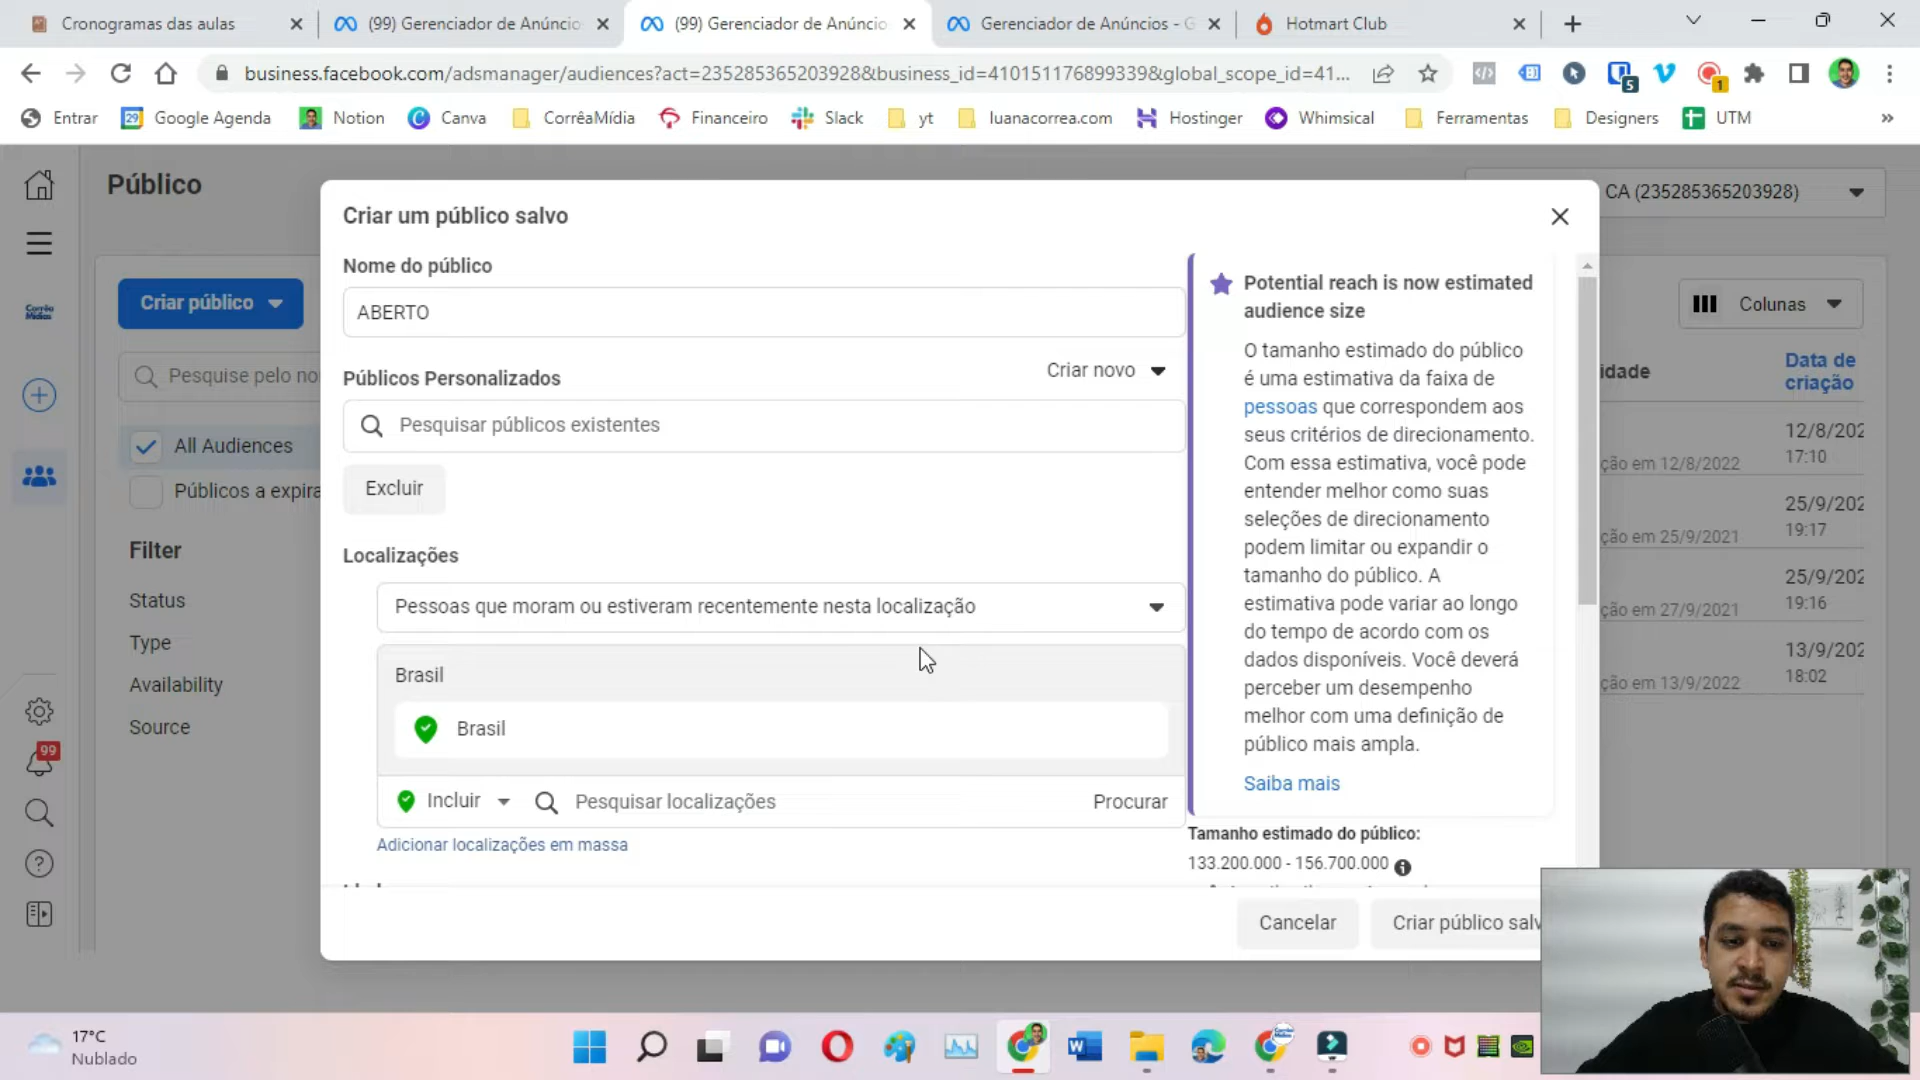 Cronogramas das aulas
(99) Gerenciador de Anúncio
(99) Gerenciador de Anúncio
Gerenciador de Anúncios - G
Hotmart Club
business.facebook.com/adsmanager/audiences?act=235285365203928&business_id=410151176899339&global_scope_id=41...
5
1
Entrar
29
Google Agenda
Notion
Canva
CorrêaMídia
Financeiro
Slack
yt
luanacorrea.com
Hostinger
Whimsical
Ferramentas
Designers
UTM
»
Público
CA (235285365203928)
Criar público
Pesquise pelo no
All Audiences
Públicos a expira
Filter
Status
Type
Availability
Source
99
Corrêa
Mídias
Criar um público salvo
Nome do público
ABERTO
Públicos Personalizados
Criar novo
Pesquisar públicos existentes
Excluir
Localizações
Pessoas que moram ou estiveram recentemente nesta localização
Brasil
Brasil
Incluir
Pesquisar localizações
Procurar
Adicionar localizações em massa
Potential reach is now estimated
audience size
O tamanho estimado do público
é uma estimativa da faixa de
pessoas que correspondem aos
seus critérios de direcionamento.
Com essa estimativa, você pode
entender melhor como suas
seleções de direcionamento
podem limitar ou expandir o
tamanho do público. A
estimativa pode variar ao longo
do tempo de acordo com os
dados disponíveis. Você deverá
perceber um desempenho
melhor com uma definição de
público mais ampla.
Saiba mais
Tamanho estimado do público:
133.200.000 - 156.700.000
Cancelar
Criar público salv
Colunas
idade
Data de
criação
12/8/202
ção em 12/8/2022
17:10
25/9/202
ção em 25/9/2021
19:17
25/9/202
ção em 27/9/2021
19:16
13/9/202
ção em 13/9/2022
18:02
17°C
Nublado